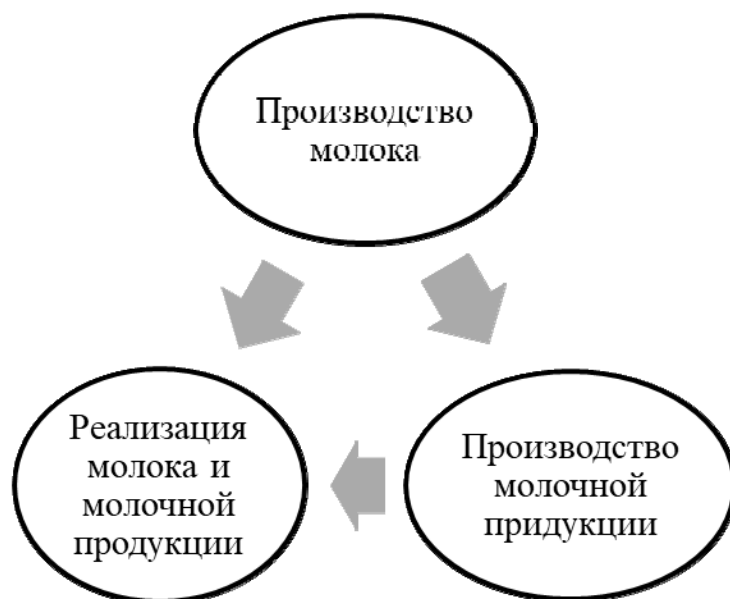 Производство
молока
Реализация
молока и
молочной
продукции
Производство
молочной
придукции